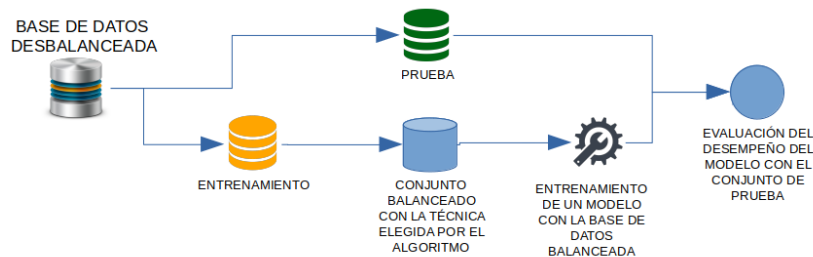 BASE DE DATOS
DESBALANCEADA
PRUEBA
ENTRENAMIENTO
CONJUNTO
BALANCEADO
CON LA TÉCNICA
ELEGIDA POR EL
ALGORITMO
ENTRENAMIENTO
DE UN MODELO
CON LA BASE DE
DATOS
BALANCEADA
EVALUACIÓN DEL
DESEMPEÑO DEL
MODELO CON EL
CONJUNTO DE
PRUEBA